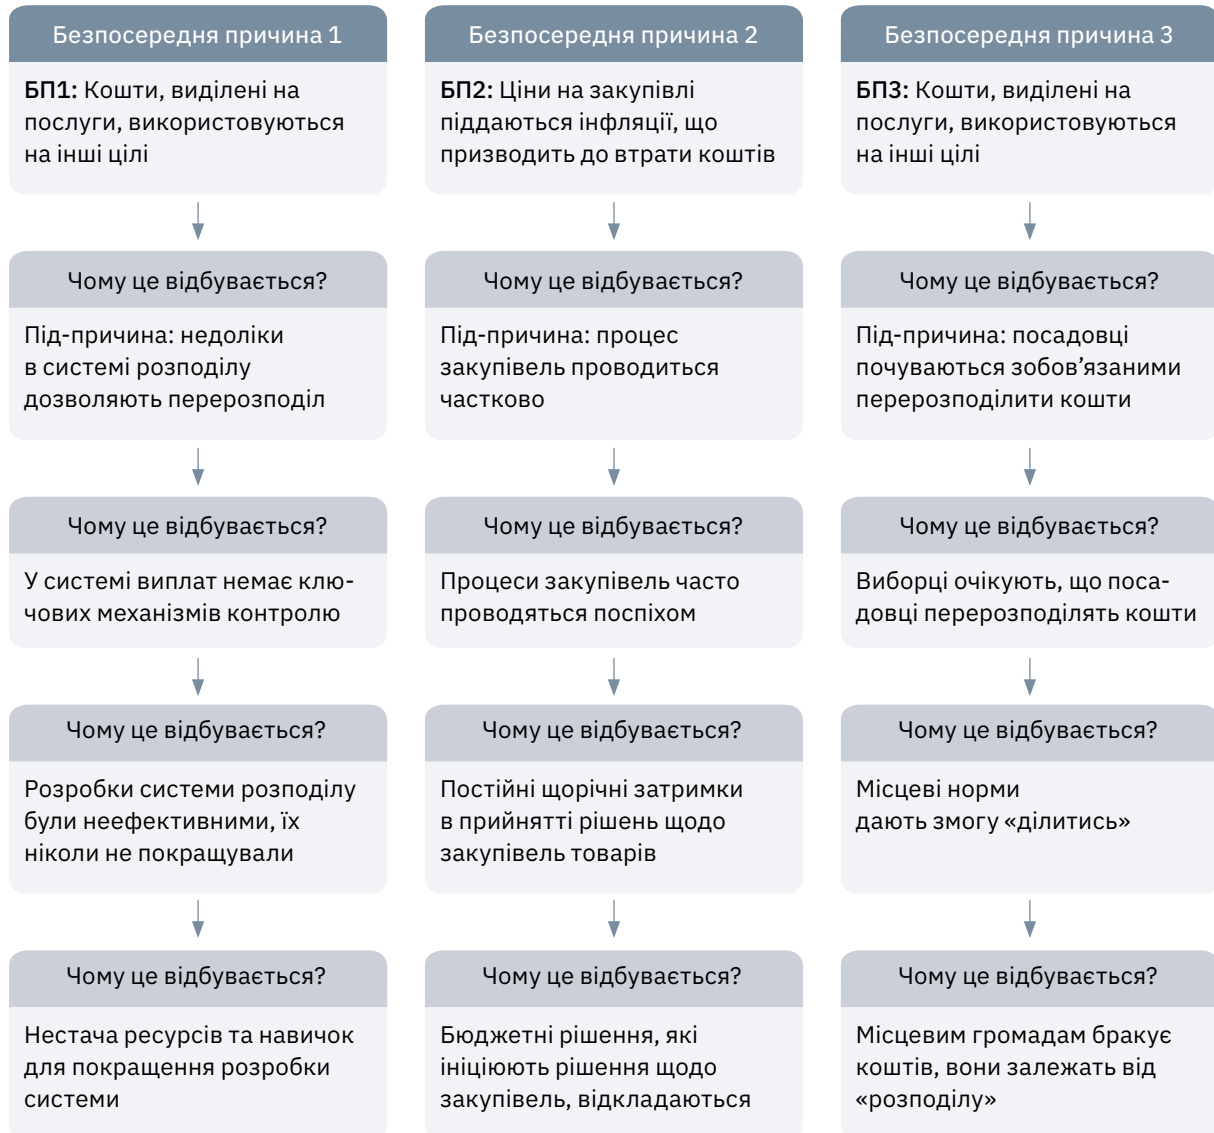 Безпосередня причина 1
БП1: Кошти, виділені на
послуги, використовуються
на інші цілі
Чому це відбувається?
Під-причина: недоліки
в системі розподілу
дозволяють перерозподіл
Чому це відбувається?
У системі виплат немає клю-
чових механізмів контролю
Чому це відбувається?
Розробки системи розподілу
були неефективними, їх
ніколи не покращували
Чому це відбувається?
Нестача ресурсів та навичок
для покращення розробки
системи
Безпосередня причина 2
БП2: Ціни на закупівлі
піддаються інфляції, що
призводить до втрати коштів
Чому це відбувається?
Під-причина: процес
закупівель проводиться
частково
Чому це відбувається?
Процеси закупівель часто
проводяться поспіхом
Чому це відбувається?
Постійні щорічні затримки
в прийнятті рішень щодо
закупівель товарів
Чому це відбувається?
Бюджетні рішення, які
ініціюють рішення щодо
закупівель, відкладаються
Безпосередня причина 3
БП3: Кошти, виділені на
послуги, використовуються
на інші цілі
Чому це відбувається?
Під-причина: посадовці
почуваються зобов’язаними
перерозподілити кошти
Чому це відбувається?
Виборці очікують, що поса-
довці перерозподілять кошти
Чому це відбувається?
Місцеві норми
дають змогу «ділитись»
Чому це відбувається?
Місцевим громадам бракує
коштів, вони залежать від
«розподілу»